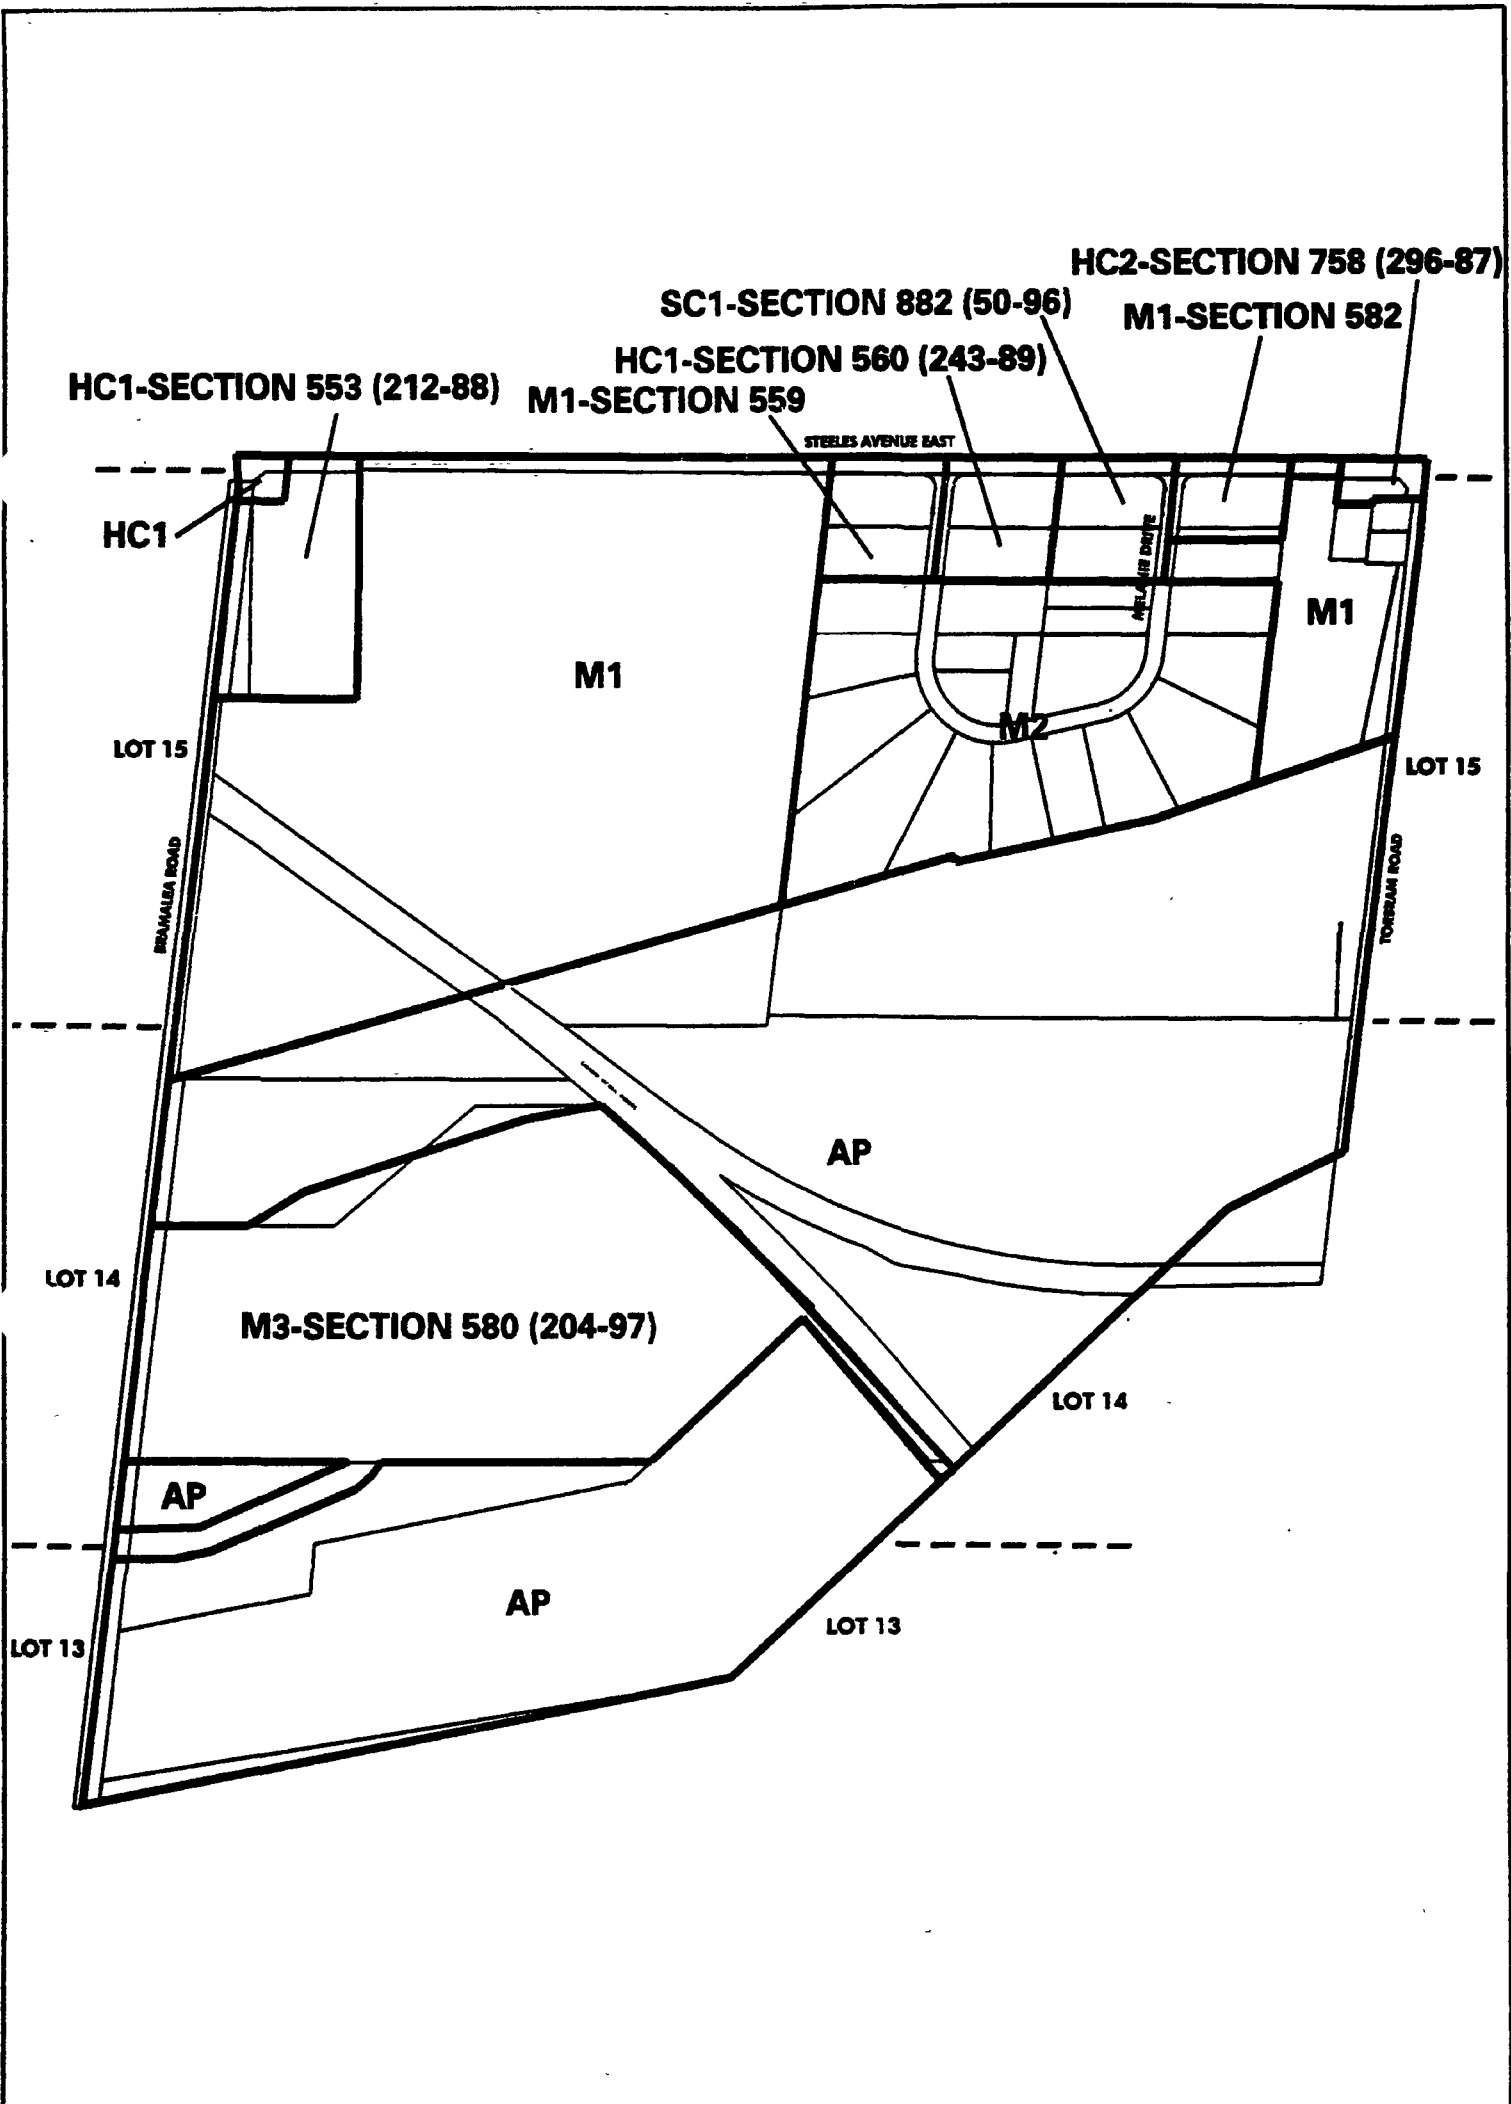 HC2-SECTION 758 (296-87)
SC1-SECTION 882 (50-96)
M1-SECTION 582
HC1-SECTION 560 (243-89)
HC1-SECTION 553 (212-88)
M1-SECTION 559
STEELES AVENUE EAST
HC1
MELANIE DRIVE
M1
M1
M2
LOT 15
LOT 15
BRAMALEA ROAD
TORBRAM ROAD
AP
LOT 14
M3-SECTION 580 (204-97)
LOT 14
AP
AP
LOT 13
LOT 13